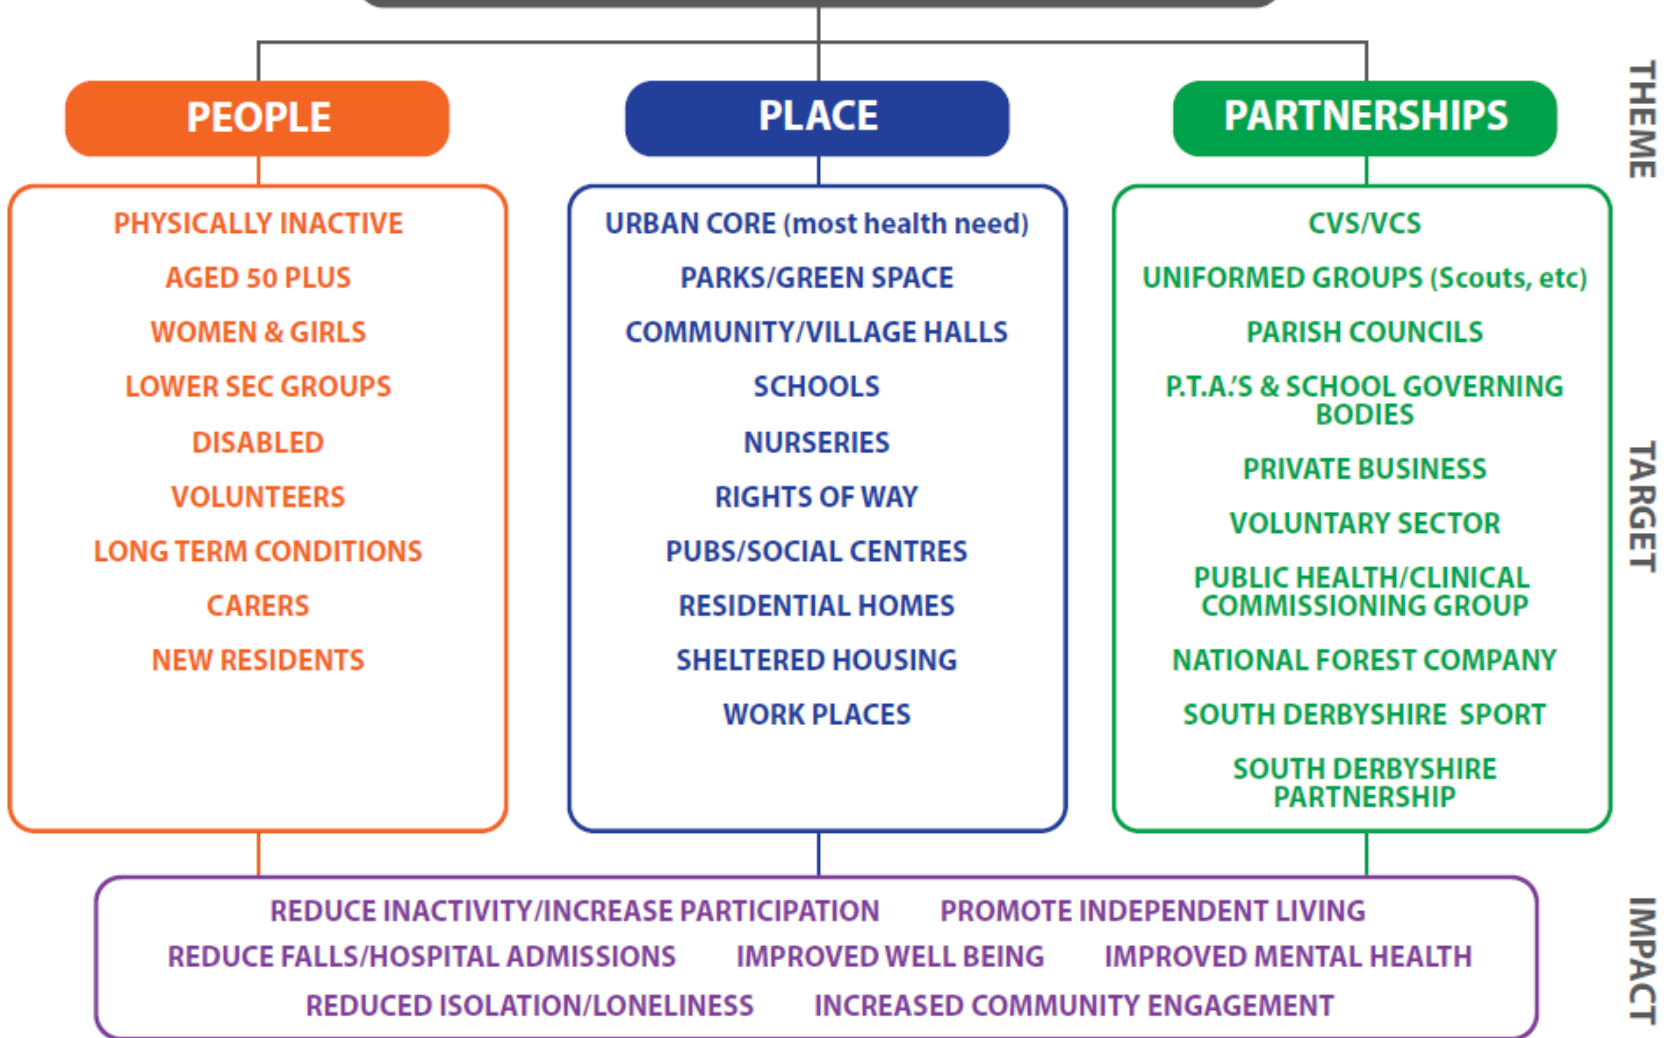 THEME
PEOPLE
PLACE
PARTNERSHIPS
TARGET
PHYSICALLY INACTIVE
AGED 50 PLUS
WOMEN & GIRLS
LOWER SEC GROUPS
DISABLED
VOLUNTEERS
LONG TERM CONDITIONS
CARERS
NEW RESIDENTS
URBAN CORE (most health need)
PARKS/GREEN SPACE
COMMUNITY/VILLAGE HALLS
SCHOOLS
NURSERIES
RIGHTS OF WAY
PUBS/SOCIAL CENTRES
RESIDENTIAL HOMES
SHELTERED HOUSING
WORK PLACES
CVS/VCS
UNIFORMED GROUPS (Scouts, etc)
PARISH COUNCILS
P.T.A.'S & SCHOOL GOVERNING
BODIES
PRIVATE BUSINESS
VOLUNTARY SECTOR
PUBLIC HEALTH/CLINICAL
COMMISSIONING GROUP
NATIONAL FOREST COMPANY
SOUTH DERBYSHIRE SPORT
SOUTH DERBYSHIRE
PARTNERSHIP
IMPACT
REDUCE INACTIVITY/INCREASE PARTICIPATION PROMOTE INDEPENDENT LIVING
REDUCE FALLS/HOSPITAL ADMISSIONS IMPROVED WELL BEING IMPROVED MENTAL HEALTH
REDUCED ISOLATION/LONELINESS INCREASED COMMUNITY ENGAGEMENT